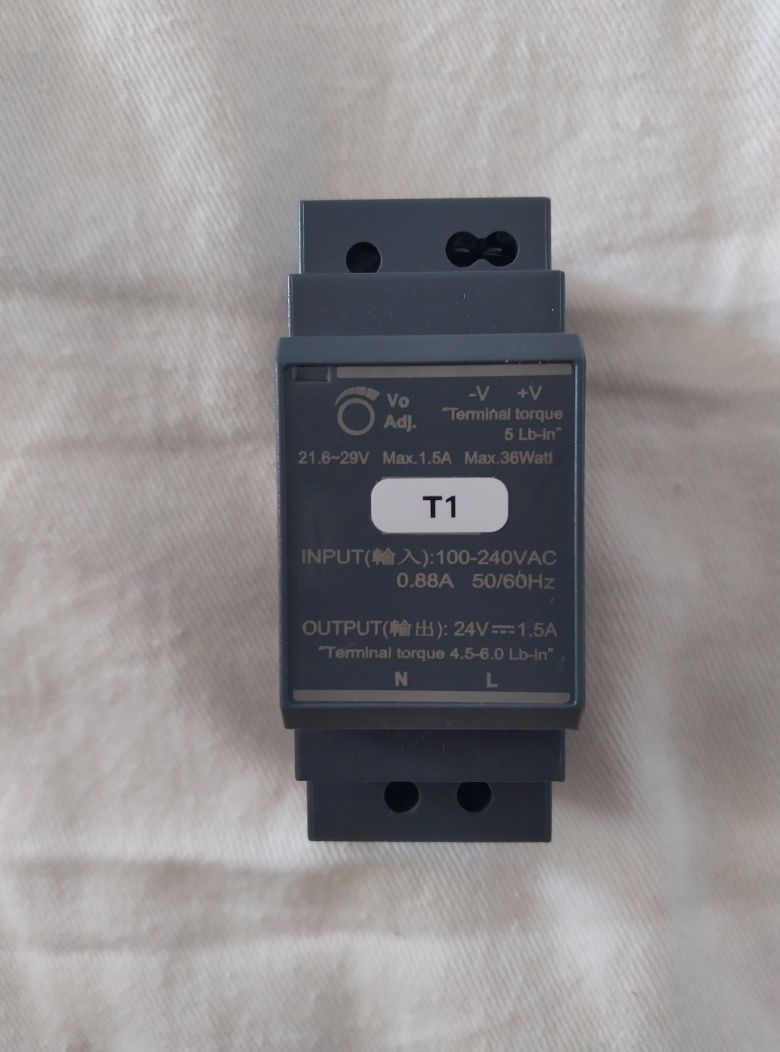 Vo
Adj.
-V +V
"Terminal torque
5 Lb-in"
21.6~29V Max.1.5A Max.36Watt
T1
INPUT(輸入):100-240VAC
0.88A 50/60Hz
OUTPUT(輸出): 24V⎓1.5A
"Terminal torque 4.5-6.0 Lb-in"
N L